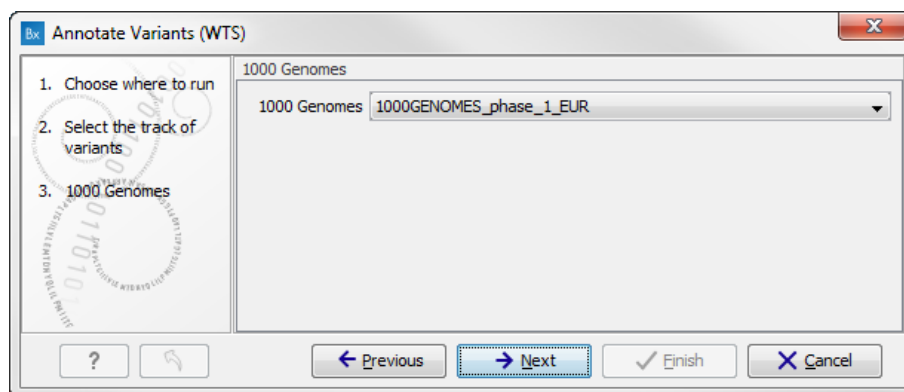 Bx Annotate Variants (WTS)
1. Choose where to run
2. Select the track of
variants
3. 1000 Genomes
1000 Genomes
1000 Genomes 1000GENOMES_phase_1_EUR
? Previous Next Finish Cancel